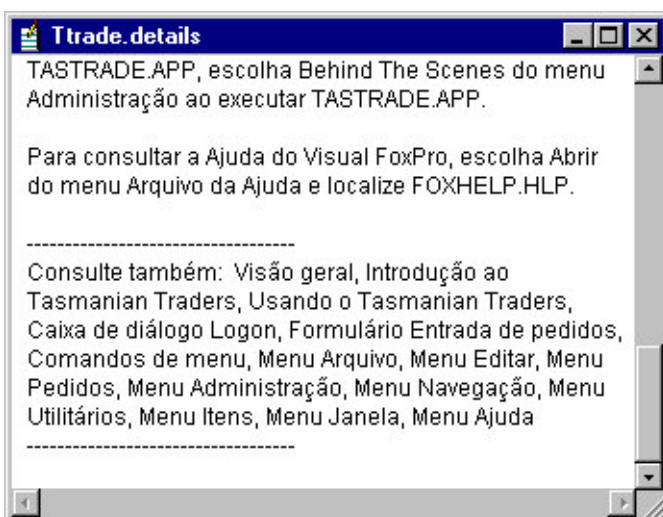 Ttrade.details
TASTRADE.APP, escolha Behind The Scenes do menu
Administração ao executar TASTRADE.APP.
Para consultar a Ajuda do Visual FoxPro, escolha Abrir
do menu Arquivo da Ajuda e localize FOXHELP.HLP.
-----------------------------------
Consulte também:  Visão geral, Introdução ao
Tasmanian Traders, Usando o Tasmanian Traders,
Caixa de diálogo Logon, Formulário Entrada de pedidos,
Comandos de menu, Menu Arquivo, Menu Editar, Menu
Pedidos, Menu Administração, Menu Navegação, Menu
Utilitários, Menu Itens, Menu Janela, Menu Ajuda
-----------------------------------